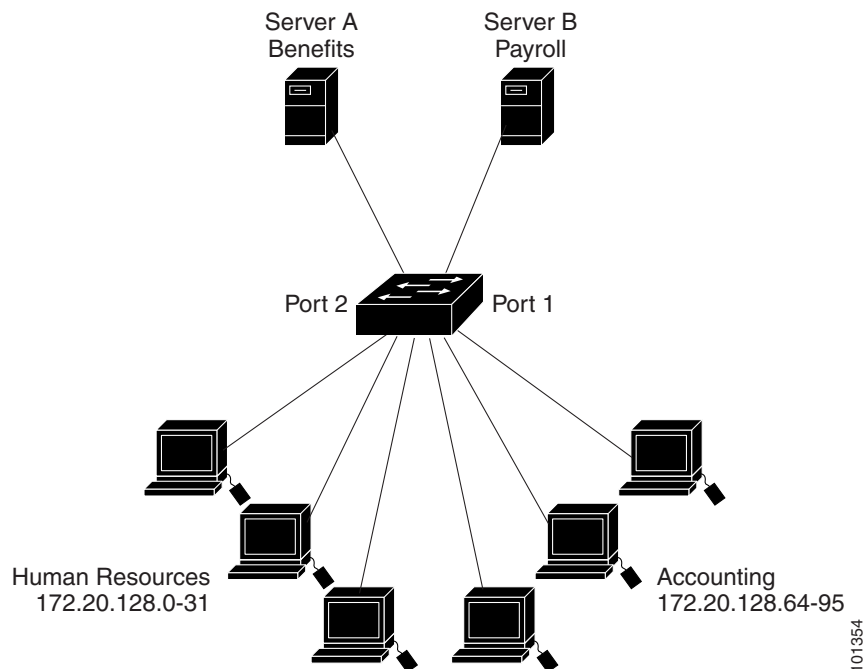 Server A
Benefits
Server B
Payroll
Port 2
Port 1
Human Resources
172.20.128.0-31
Accounting
172.20.128.64-95
101354